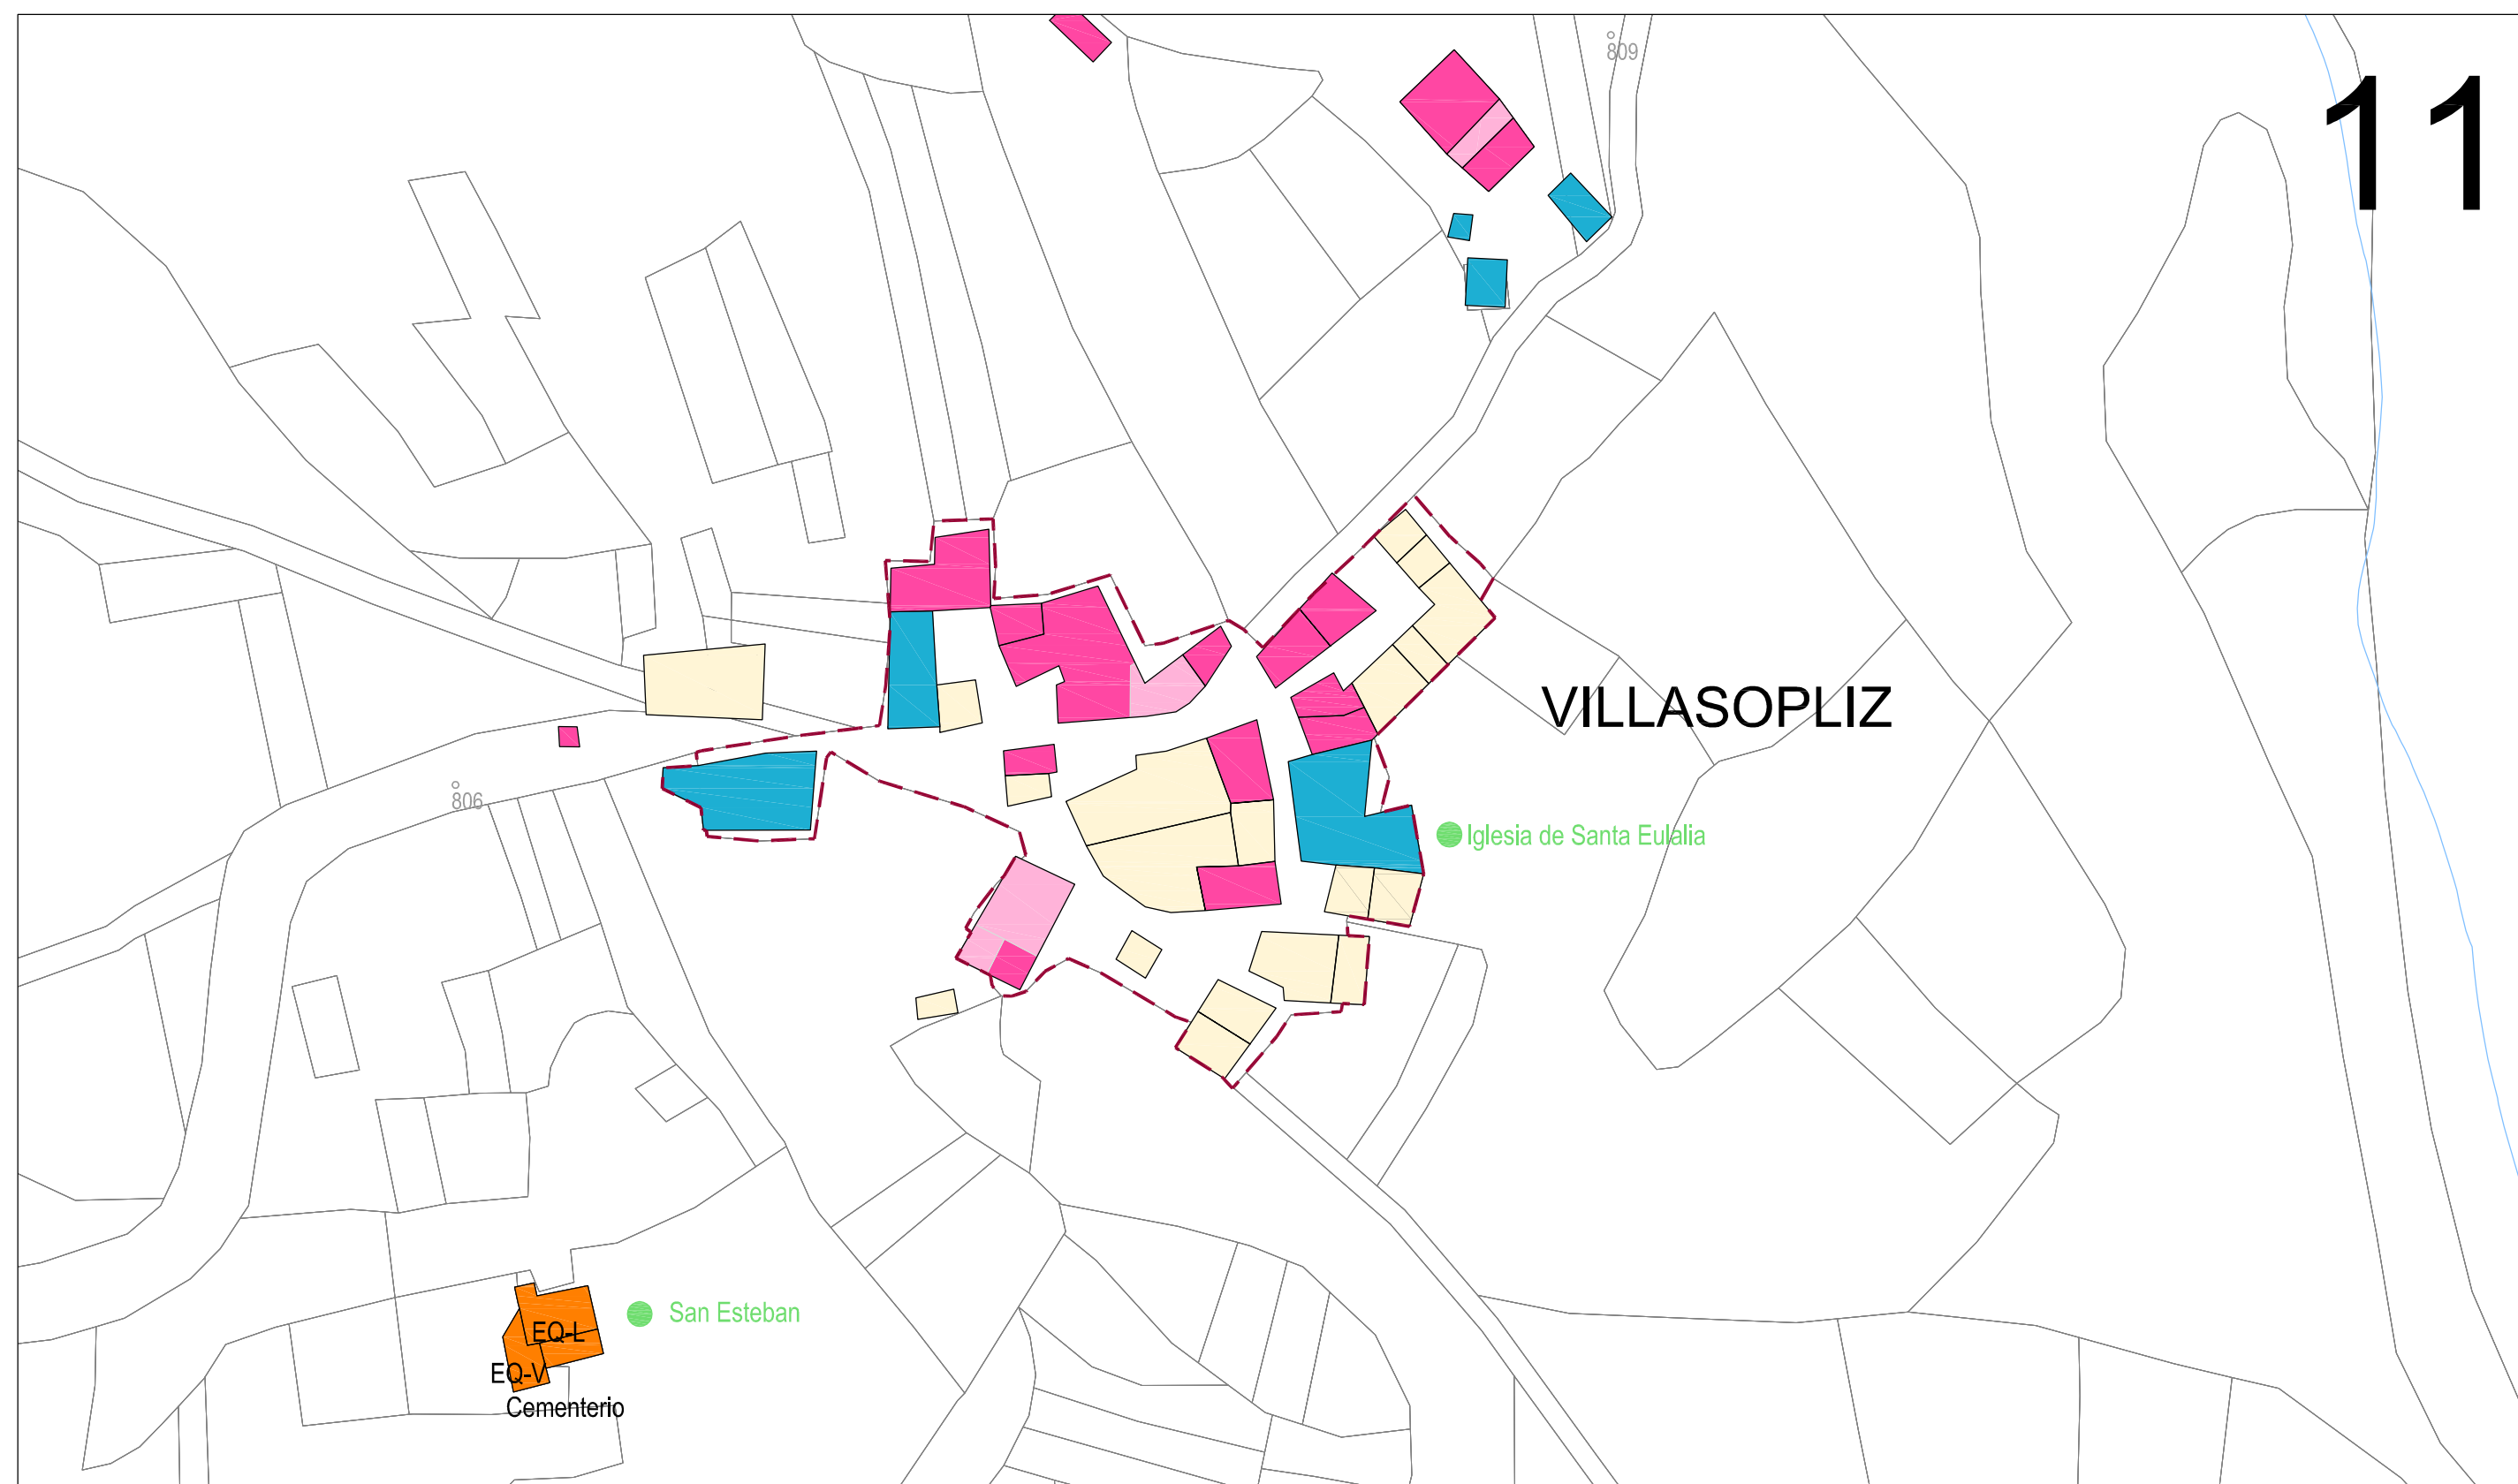 809
11
VILLASOPLIZ
806
Iglesia de Santa Eulalia
San Esteban
EQ-L
EQ-V
Cementerio